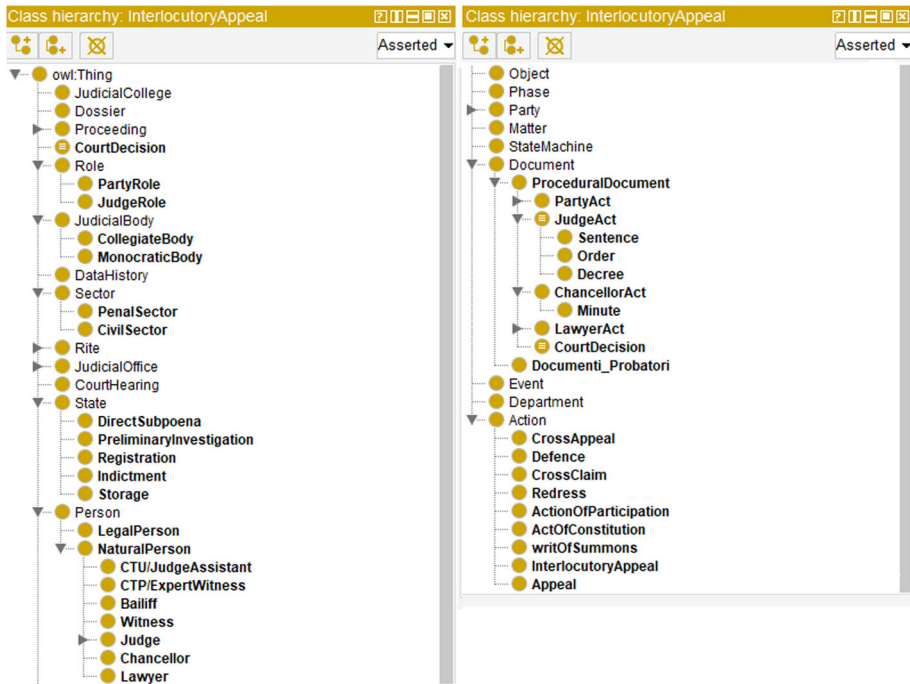 Class hierarchy: InterlocutoryAppeal
Asserted
owl:Thing
JudicialCollege
Dossier
Proceeding
CourtDecision
Role
PartyRole
JudgeRole
JudicialBody
CollegiateBody
MonocraticBody
DataHistory
Sector
PenalSector
CivilSector
Rite
JudicialOffice
CourtHearing
State
DirectSubpoena
PreliminaryInvestigation
Registration
Indictment
Storage
Person
LegalPerson
NaturalPerson
CTU/JudgeAssistant
CTP/ExpertWitness
Bailiff
Witness
Judge
Chancellor
Lawyer
Class hierarchy: InterlocutoryAppeal
Asserted
Object
Phase
Party
Matter
StateMachine
Document
ProceduralDocument
PartyAct
JudgeAct
Sentence
Order
Decree
ChancellorAct
Minute
LawyerAct
CourtDecision
Documenti_Probatori
Event
Department
Action
CrossAppeal
Defence
CrossClaim
Redress
ActionOfParticipation
ActOfConstitution
writOfSummons
InterlocutoryAppeal
Appeal